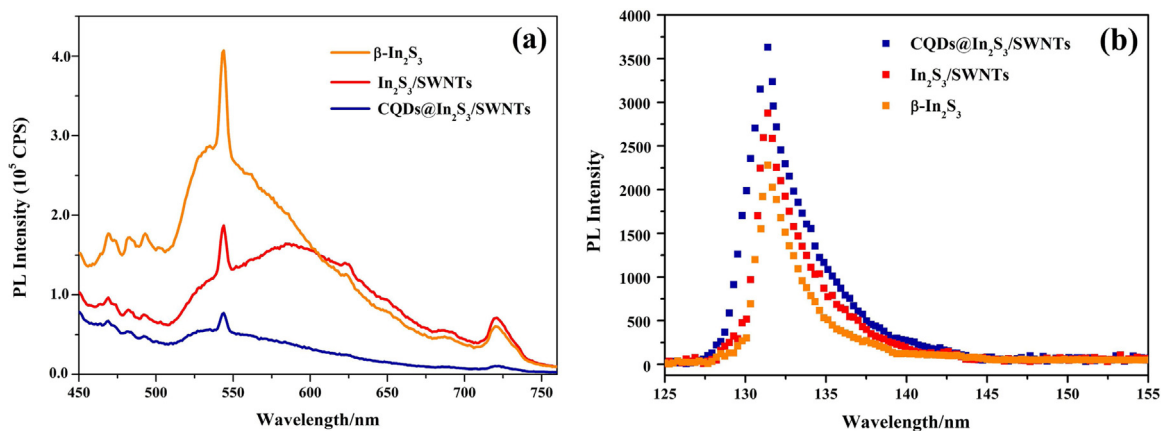 (a)
β-In₂S₃
In₂S₃/SWNTs
CQDs@In₂S₃/SWNTs
PL Intensity (10⁵ CPS)
4.0
3.0
2.0
1.0
0.0
450 500 550 600 650 700 750
Wavelength/nm
(b)
CQDs@In₂S₃/SWNTs
In₂S₃/SWNTs
β-In₂S₃
PL Intensity
4000
3500
3000
2500
2000
1500
1000
500
0
125 130 135 140 145 150 155
Wavelength/nm